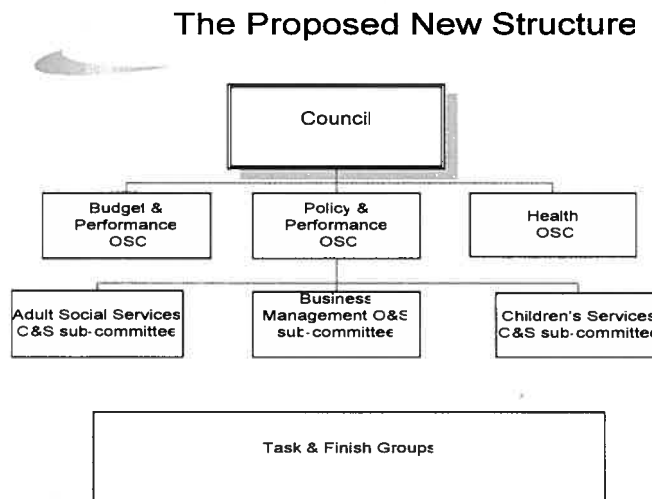 The Proposed New Structure
Council
Budget &
Performance
OSC
Policy &
Performance
OSC
Health
OSC
Adult Social Services
C&S sub-committee
Business
Management O&S
sub-committee
Children's Services
C&S sub-committee
Task & Finish Groups